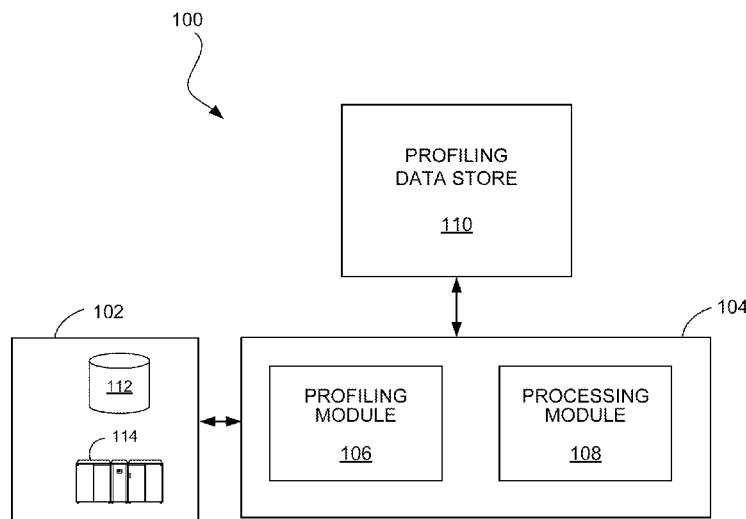 100
PROFILING
DATA STORE
110
102
104
112
114
PROFILING
MODULE
106
PROCESSING
MODULE
108